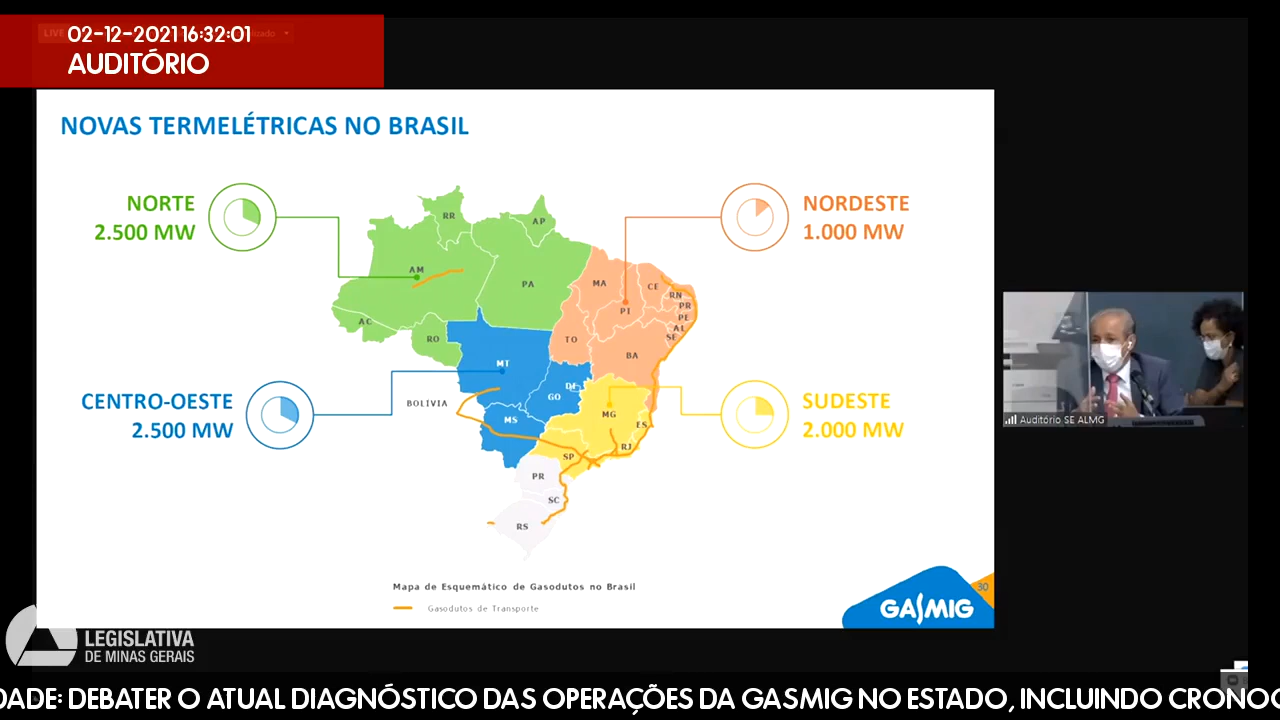 LIVE
02-12-2021 16:32:01
AUDITÓRIO
NOVAS TERMELÉTRICAS NO BRASIL
NORTE
2.500 MW
NORDESTE
1.000 MW
CENTRO-OESTE
2.500 MW
SUDESTE
2.000 MW
RR
AP
AM
PA
MA
CE
RN
PR
PI
PE
AL
SE
AC
RO
TO
BA
MT
DF
GO
BOLIVIA
MG
MS
ES
RJ
SP
PR
SC
RS
Mapa de Esquemático de Gasodutos no Brasil
Gasodutos de Transporte
30
GASMIG
Auditório SE ALMG
LEGISLATIVA
DE MINAS GERAIS
DADE: DEBATER O ATUAL DIAGNÓSTICO DAS OPERAÇÕES DA GASMIG NO ESTADO, INCLUINDO CRONOG